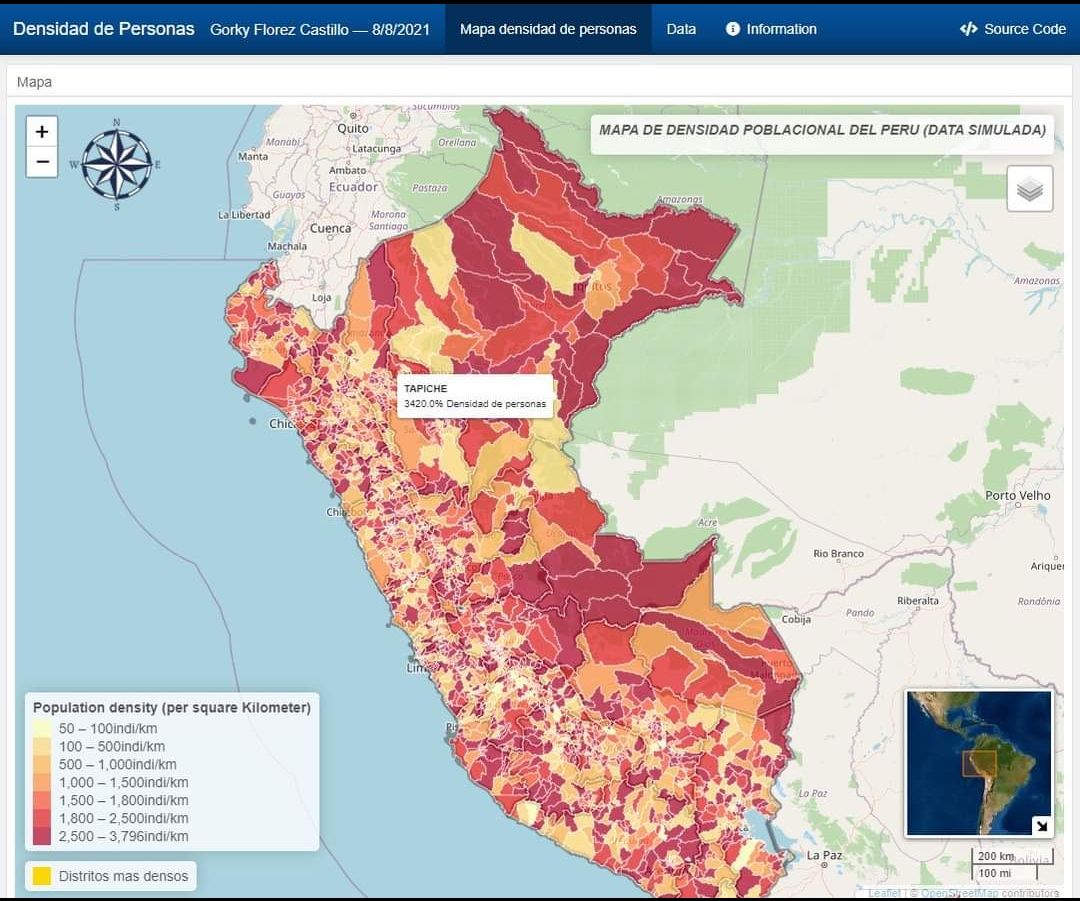 Densidad de Personas Gorky Florez Castillo — 8/8/2021 Mapa densidad de personas Data Information Source Code
Mapa
+
−
N
W
E
S
MAPA DE DENSIDAD POBLACIONAL DEL PERU (DATA SIMULADA)
Sucumbíos
Quito
Manabí
Latacunga
Orellana
Manta
Ambato
Ecuador
Pastaza
Guayas
Morona
Santiago
Amazonas
La Libertad
Cuenca
Machala
Loja
Amazonas
TAPICHE
3420.0% Densidad de personas
Porto Velho
Acre
Rio Branco
Riberalta
Rondônia
Pando
Cobija
La Paz
La Paz
Population density (per square Kilometer)
50 – 100indi/km
100 – 500indi/km
500 – 1,000indi/km
1,000 – 1,500indi/km
1,500 – 1,800indi/km
1,800 – 2,500indi/km
2,500 – 3,796indi/km
Distritos mas densos
200 km
100 mi
Bolivia
Leaflet | © OpenStreetMap contributors